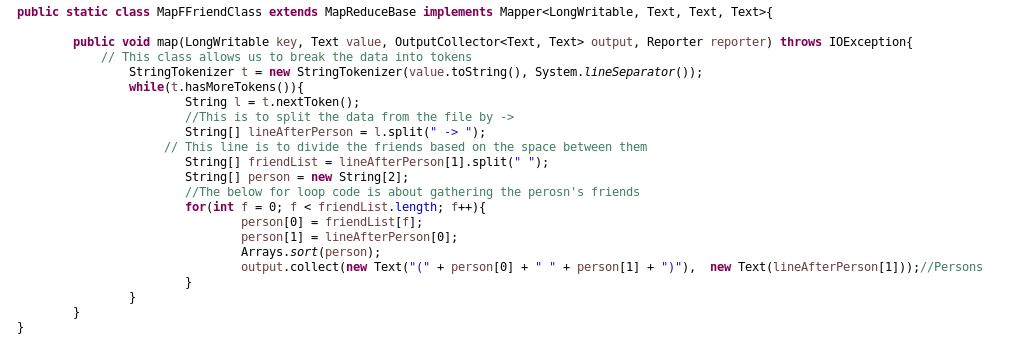 public static class MapFFriendClass extends MapReduceBase implements Mapper<LongWritable, Text, Text, Text>{
public void map(LongWritable key, Text value, OutputCollector<Text, Text> output, Reporter reporter) throws IOException{
// This class allows us to break the data into tokens
StringTokenizer t = new StringTokenizer(value.toString(), System.lineSeparator());
while(t.hasMoreTokens()){
String l = t.nextToken();
//This is to split the data from the file by ->
String[] lineAfterPerson = l.split(" -> ");
// This line is to divide the friends based on the space between them
String[] friendList = lineAfterPerson[1].split(" ");
String[] person = new String[2];
//The below for loop code is about gathering the perosn's friends
for(int f = 0; f < friendList.length; f++){
person[0] = friendList[f];
person[1] = lineAfterPerson[0];
Arrays.sort(person);
output.collect(new Text("(" + person[0] + " " + person[1] + ")"),  new Text(lineAfterPerson[1]));//Persons
}
}
}
}